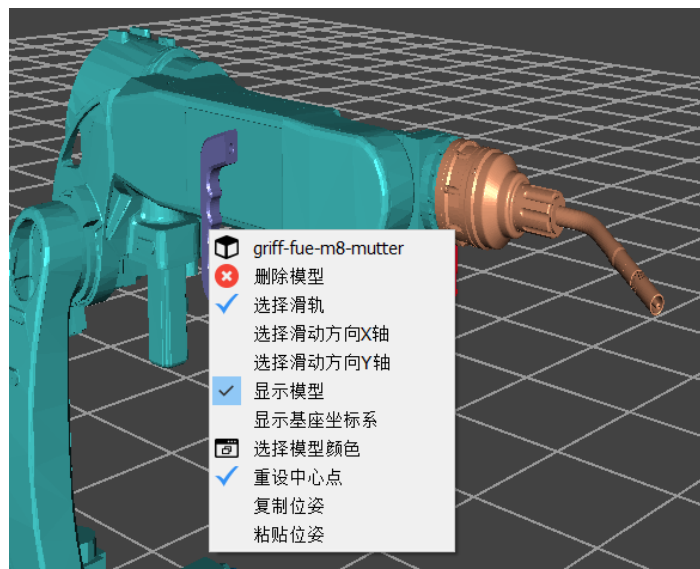 griff-fue-m8-mutter
删除模型
选择滑轨
选择滑动方向X轴
选择滑动方向Y轴
显示模型
显示基座坐标系
选择模型颜色
重设中心点
复制位姿
粘贴位姿